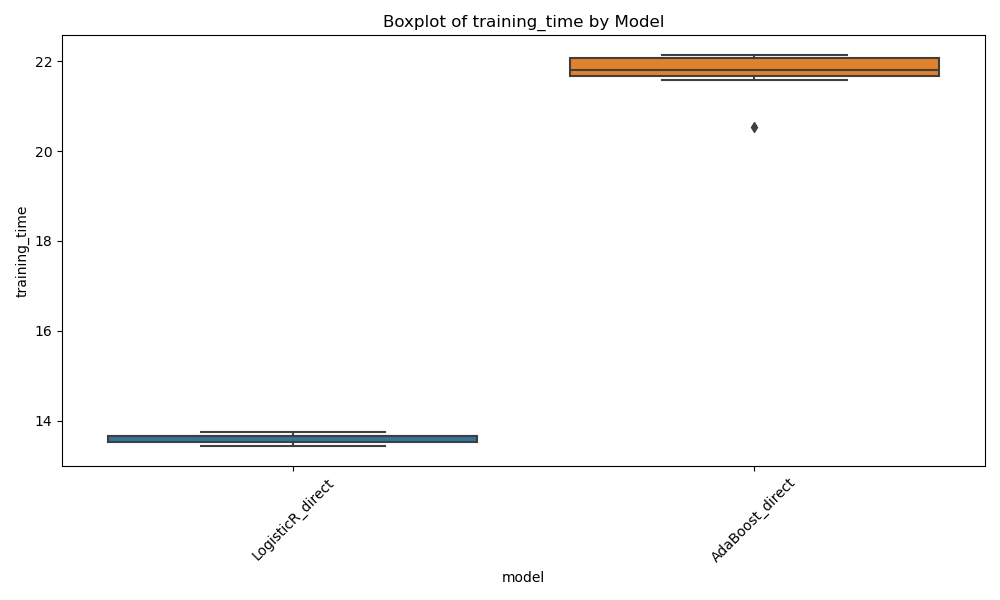 Boxplot of training_time by Model
training_time
22
20
18
16
14
LogisticR_direct
AdaBoost_direct
model